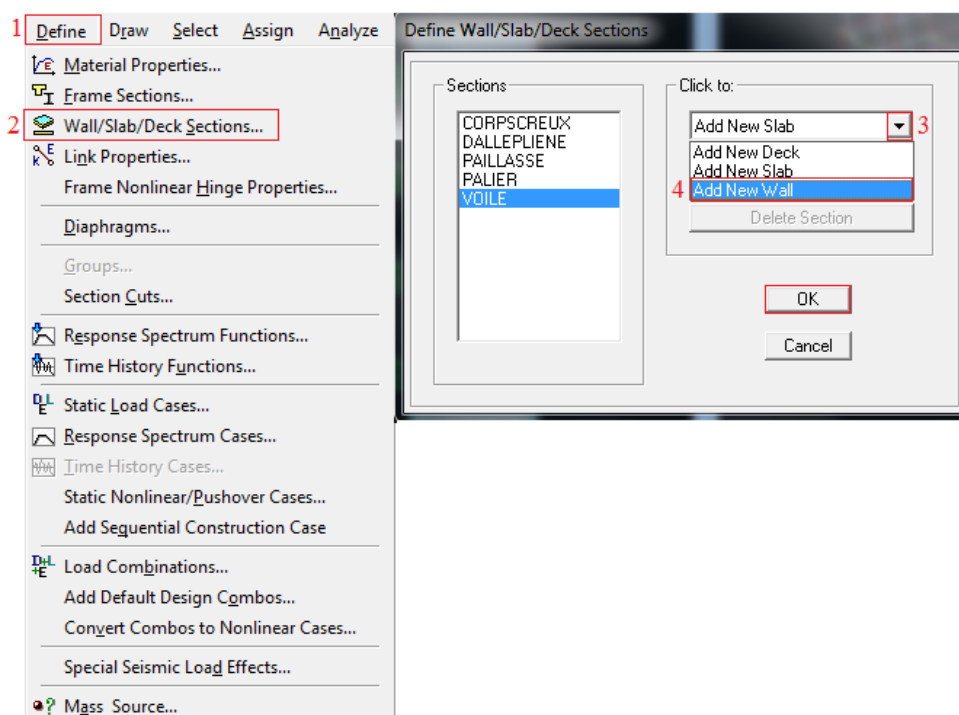 1 Define Draw Select Assign Analyze
Material Properties...
Frame Sections...
2 Wall/Slab/Deck Sections...
Link Properties...
Frame Nonlinear Hinge Properties...
Diaphragms...
Groups...
Section Cuts...
Response Spectrum Functions...
Time History Functions...
Static Load Cases...
Response Spectrum Cases...
Time History Cases...
Static Nonlinear/Pushover Cases...
Add Sequential Construction Case
Load Combinations...
Add Default Design Combos...
Convert Combos to Nonlinear Cases...
Special Seismic Load Effects...
Mass Source...
Define Wall/Slab/Deck Sections
Sections
CORPSCREUX
DALLEPLIENE
PAILLASSE
PALIER
VOILE
Click to:
Add New Slab 3
Add New Deck
Add New Slab
4 Add New Wall
Delete Section
OK
Cancel